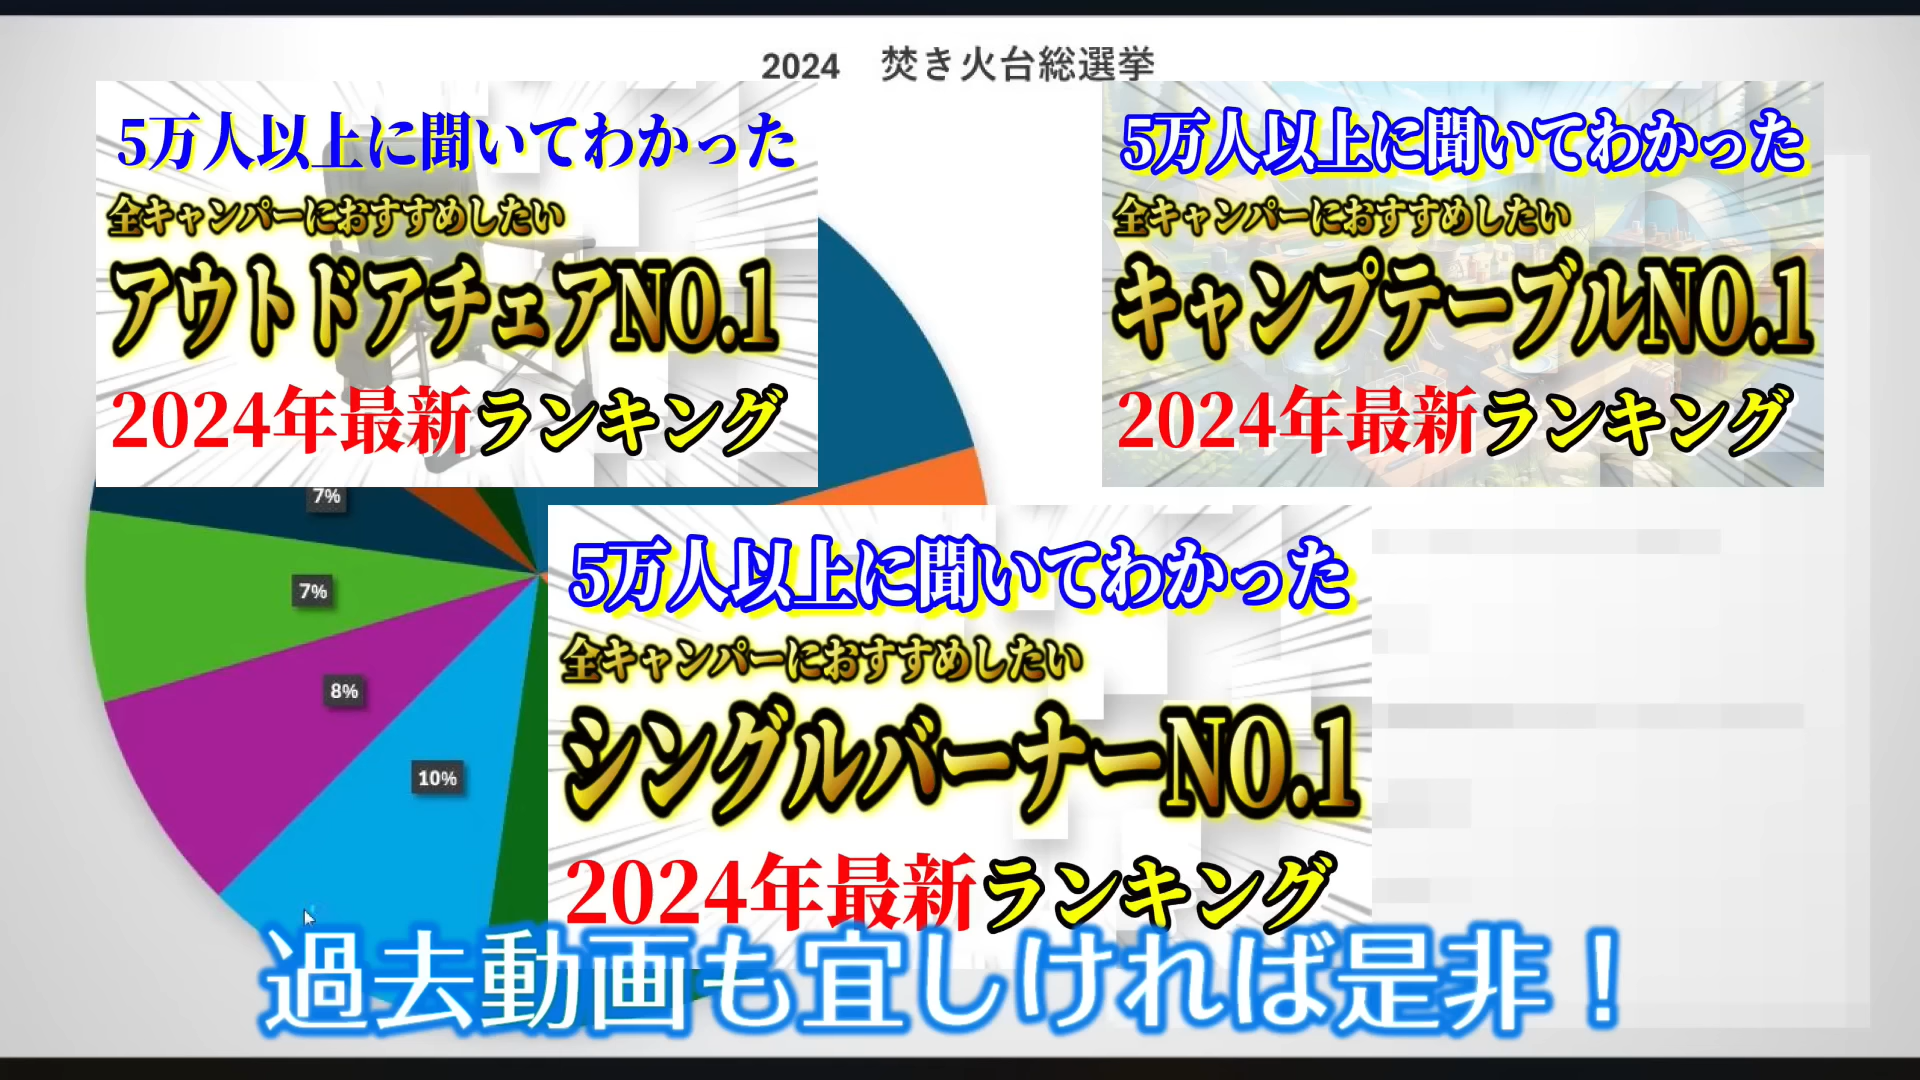 2024 焚き火台総選挙
5万人以上に聞いてわかった
全キャンパーにおすすめしたい
アウトドアチェアNO.1
2024年最新ランキング
5万人以上に聞いてわかった
全キャンパーにおすすめしたい
キャンプテーブルNO.1
2024年最新ランキング
7%
7%
8%
10%
5万人以上に聞いてわかった
全キャンパーにおすすめしたい
シングルバーナーNO.1
2024年最新ランキング
過去動画も宜しければ是非！